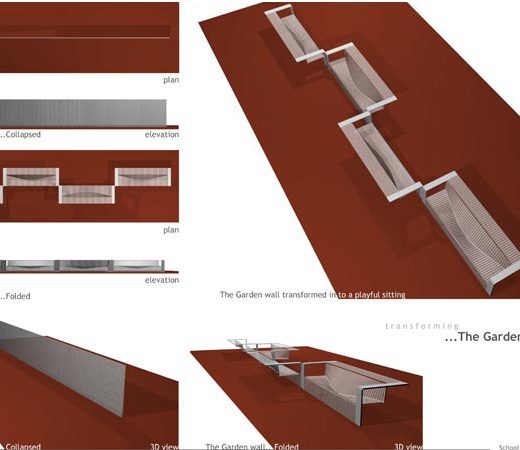 plan
...Collapsed
elevation
plan
elevation
...Folded
The Garden wall transformed in to a playful sitting
transforming
...The Garden
Collapsed
3D view
The Garden wall...Folded
3D view
School